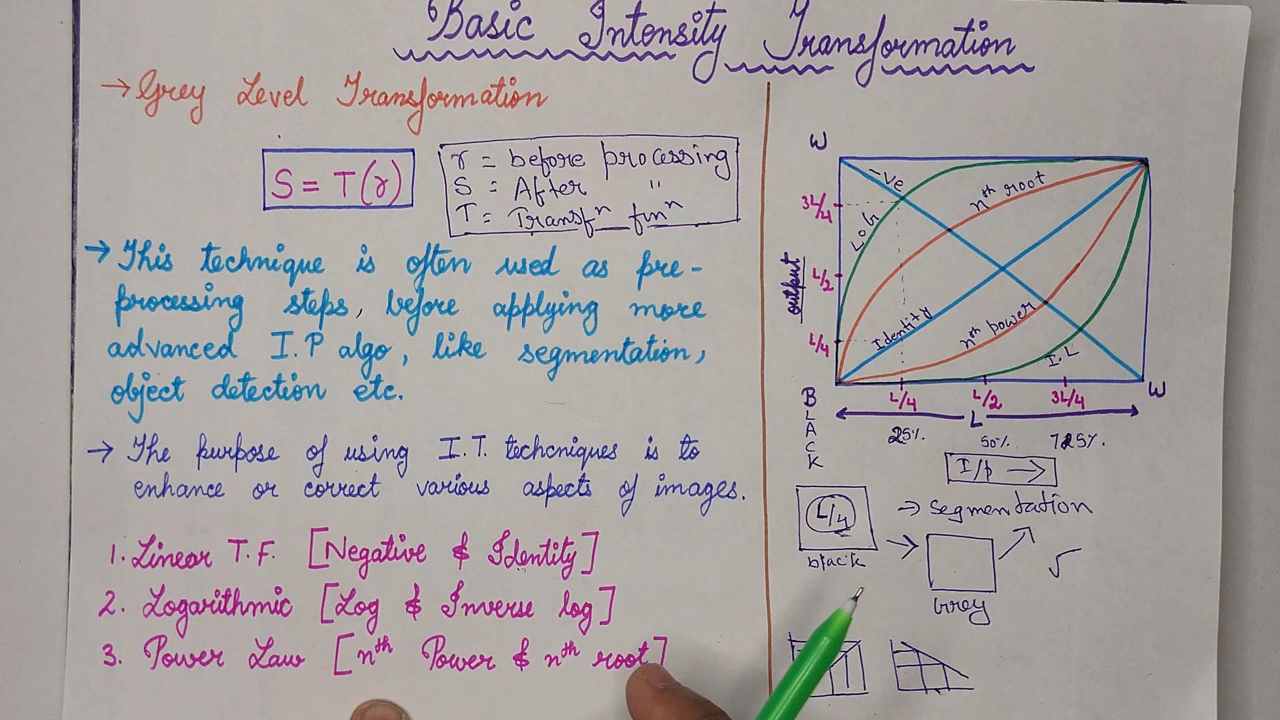 Basic Intensity Transformation
→ Grey Level Transformation
S = T(r)
r = before processing
S = After "
T = Transfⁿ funⁿ
→ This technique is often used as pre-
processing steps, before applying more
advanced I.P algo, like segmentation,
object detection etc.
→ The purpose of using I.T. techcniques is to
enhance or correct various aspects of images.
1. Linear T.F. [Negative & Identity]
2. Logarithmic [Log & Inverse log]
3. Power Law [nth Power & nth root]
W
-ve
nth root
3L/4
LOG
L/2
output
Identity
nth power
L/4
I.L
BLACK
L/4 L/2 3L/4
W
L
25% 50%
I/p →
L/4
→ segmentation
black
Grey